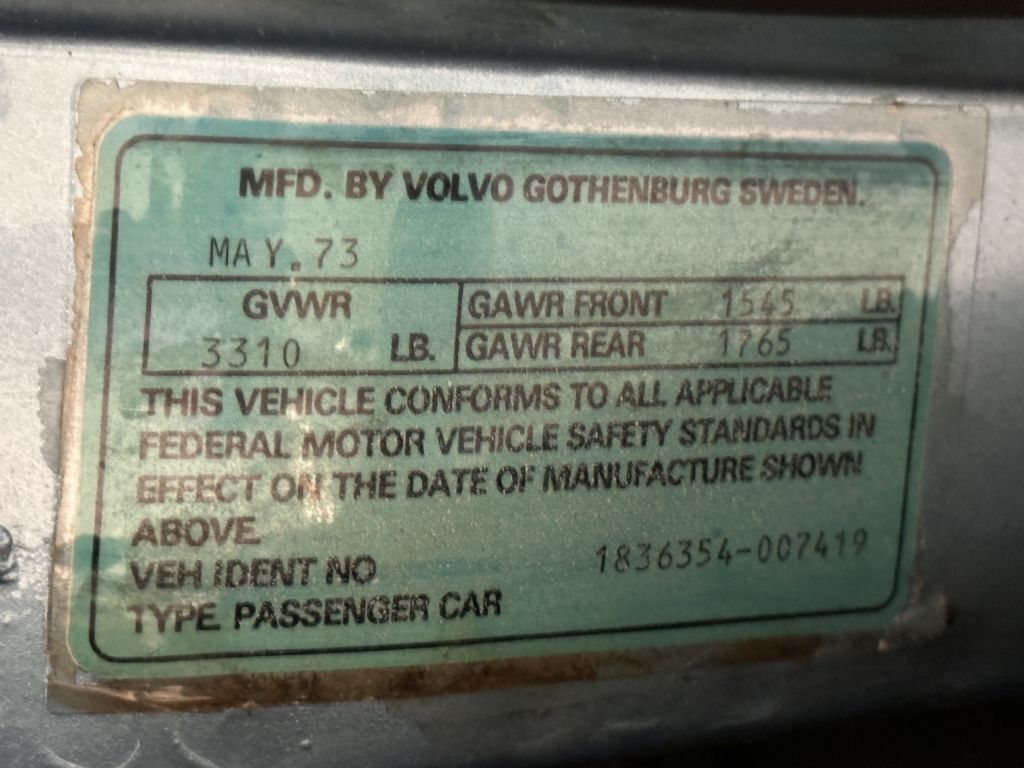 MFD. BY VOLVO GOTHENBURG SWEDEN.
MAY.73
GVWR
3310 LB.
GAWR FRONT 1545 LB.
GAWR REAR 1765 LB.
THIS VEHICLE CONFORMS TO ALL APPLICABLE
FEDERAL MOTOR VEHICLE SAFETY STANDARDS IN
EFFECT ON THE DATE OF MANUFACTURE SHOWN
ABOVE.
VEH IDENT NO 1836354-007419
TYPE PASSENGER CAR